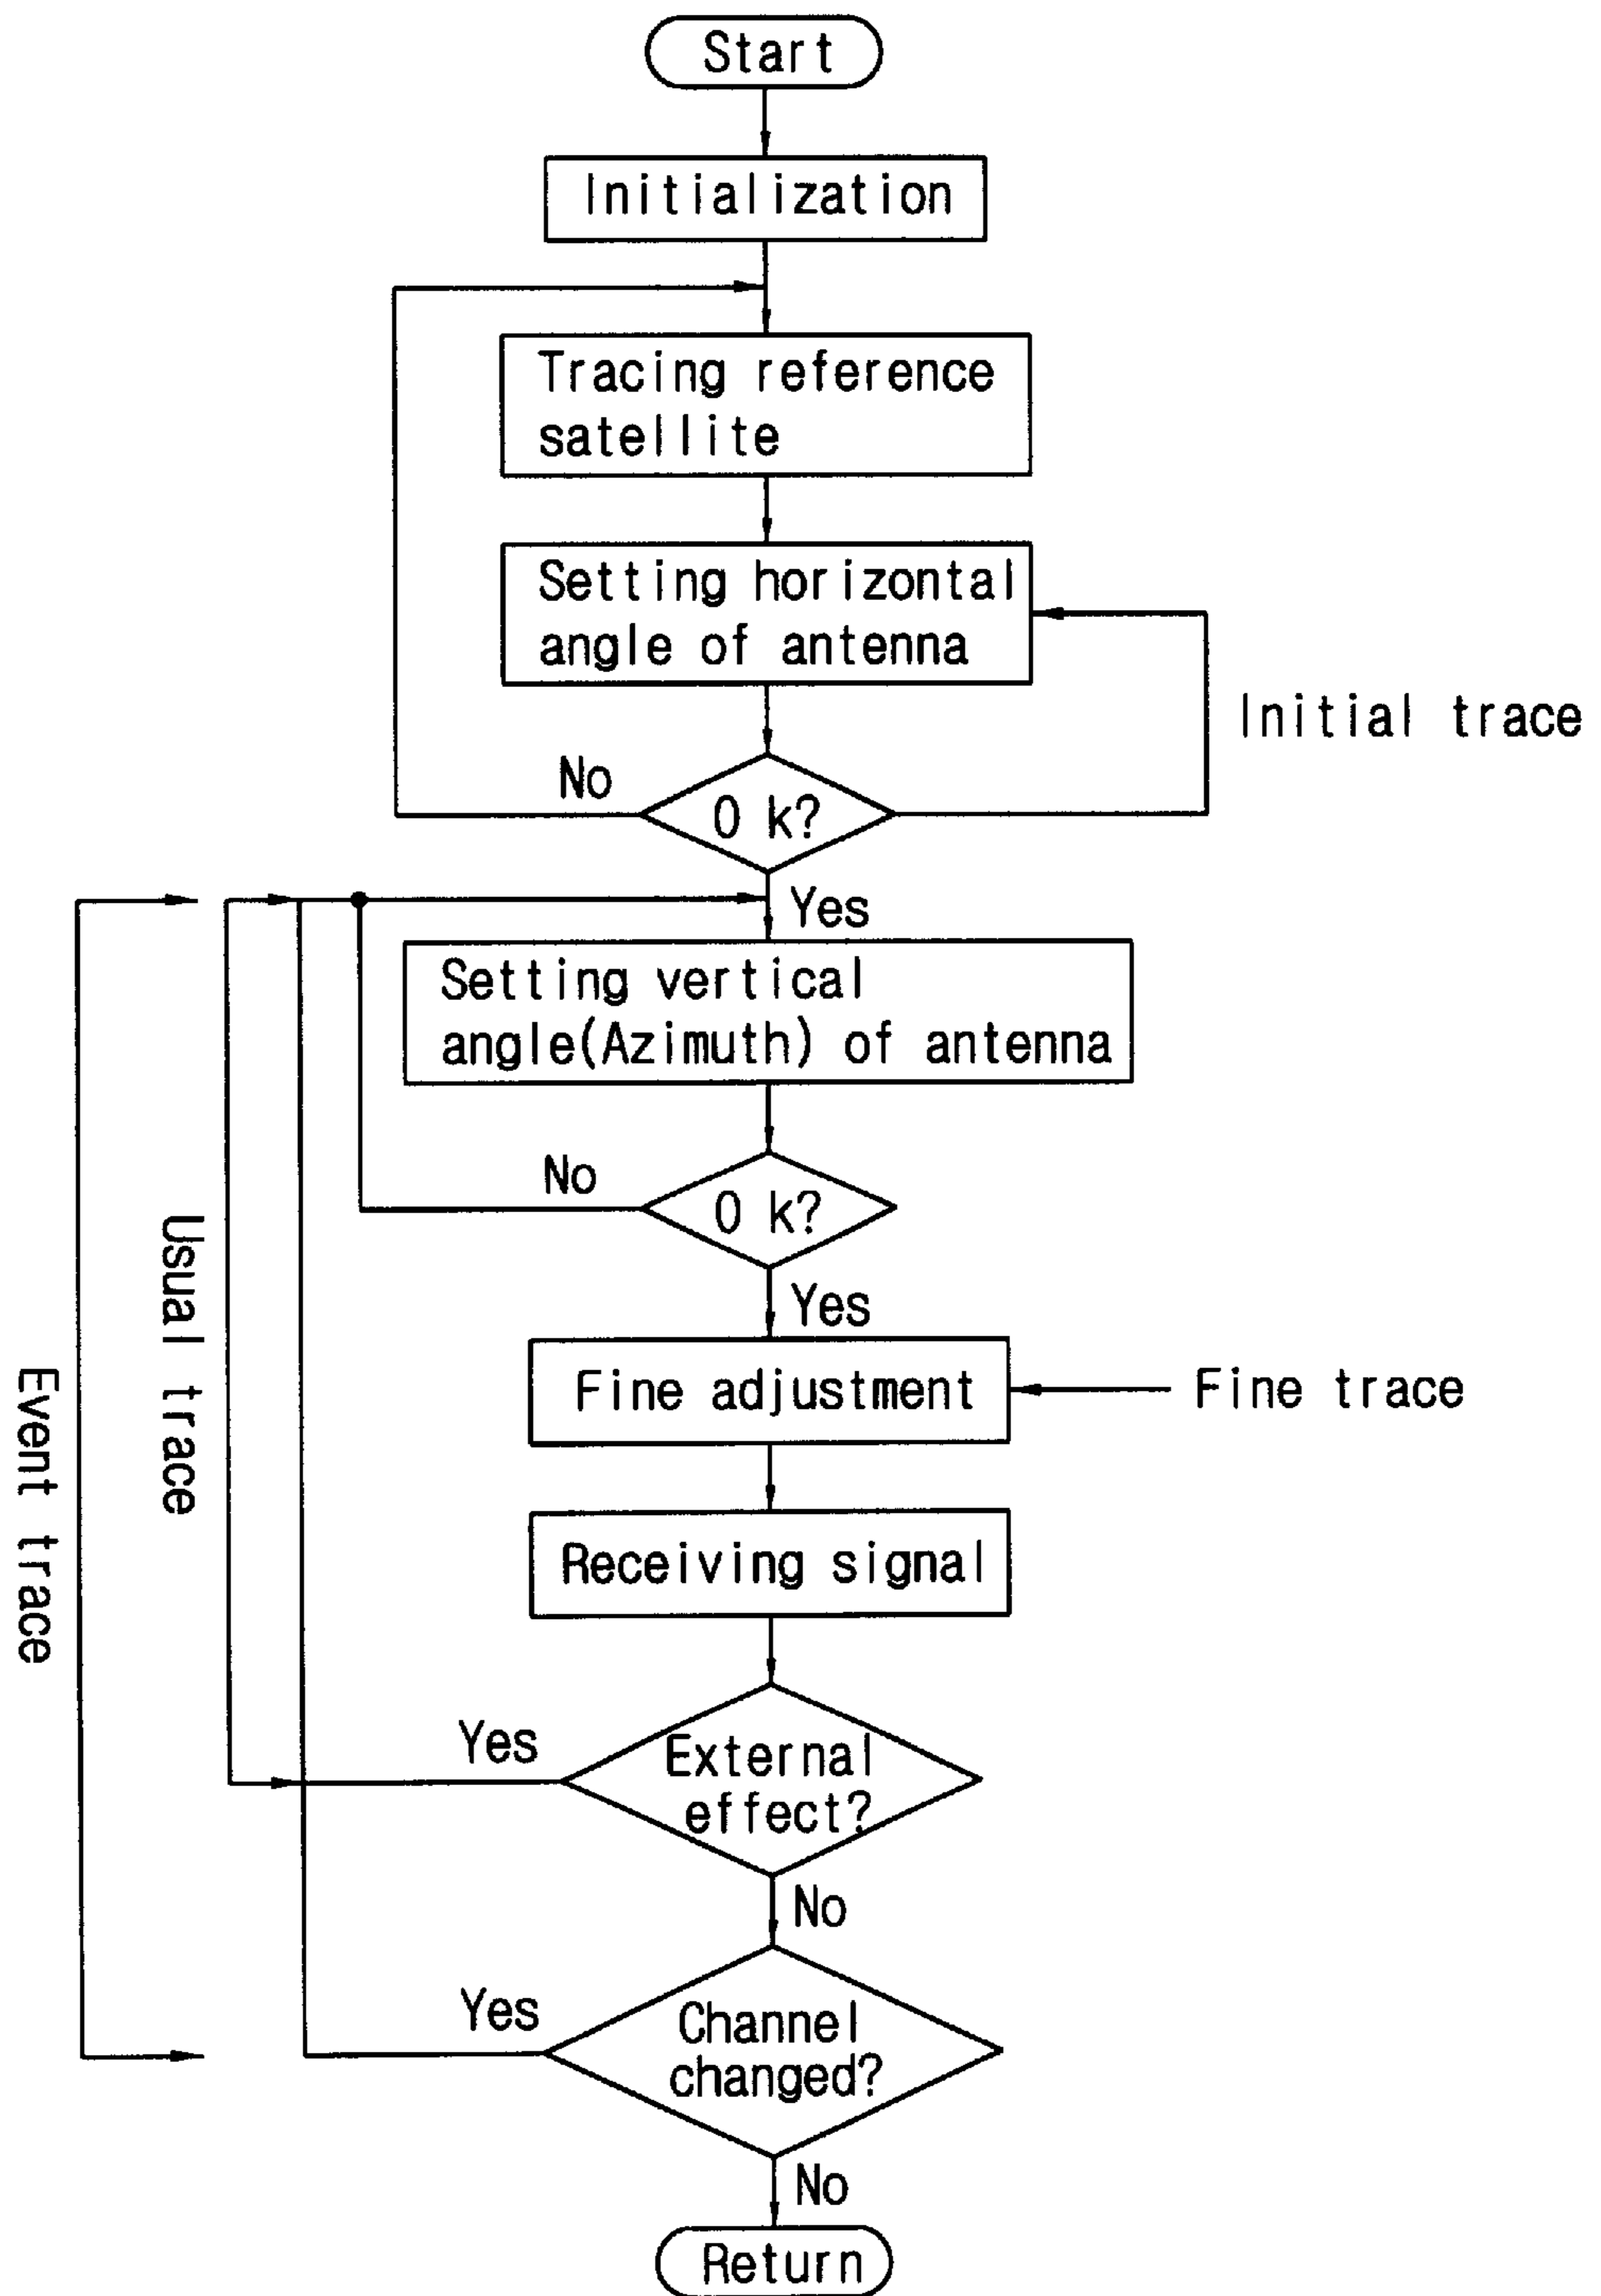 Start
Initialization
Tracing reference
satellite
Setting horizontal
angle of antenna
Initial trace
No
O k?
Yes
Setting vertical
angle(Azimuth) of antenna
No
O k?
Yes
Usual trace
Event trace
Fine adjustment
Fine trace
Receiving signal
Yes
External
effect?
No
Yes
Channel
changed?
No
Return